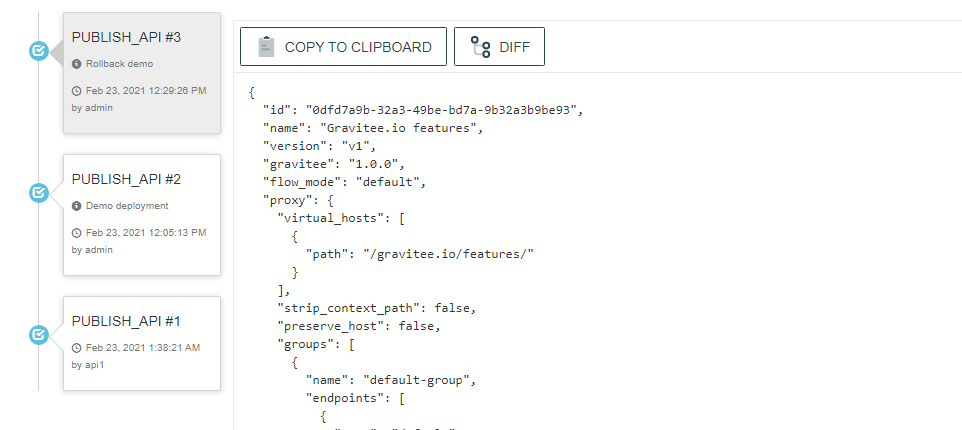 PUBLISH_API #3
Rollback demo
Feb 23, 2021 12:29:26 PM
by admin
PUBLISH_API #2
Demo deployment
Feb 23, 2021 12:05:13 PM
by admin
PUBLISH_API #1
Feb 23, 2021 1:38:21 AM
by api1
COPY TO CLIPBOARD
DIFF
{
"id": "0dfd7a9b-32a3-49be-bd7a-9b32a3b9be93",
"name": "Gravitee.io features",
"version": "v1",
"gravitee": "1.0.0",
"flow_mode": "default",
"proxy": {
"virtual_hosts": [
{
"path": "/gravitee.io/features/"
}
],
"strip_context_path": false,
"preserve_host": false,
"groups": [
{
"name": "default-group",
"endpoints": [
{